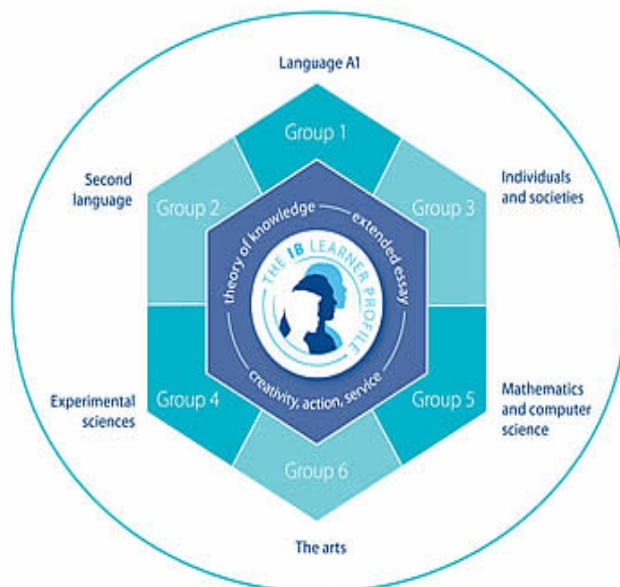 Language A1
Group 1
Second
language
Group 2
Group 3
Individuals
and societies
theory of knowledge
extended essay
THE IB LEARNER PROFILE
creativity, action, service
Experimental
sciences
Group 4
Group 5
Mathematics
and computer
science
Group 6
The arts